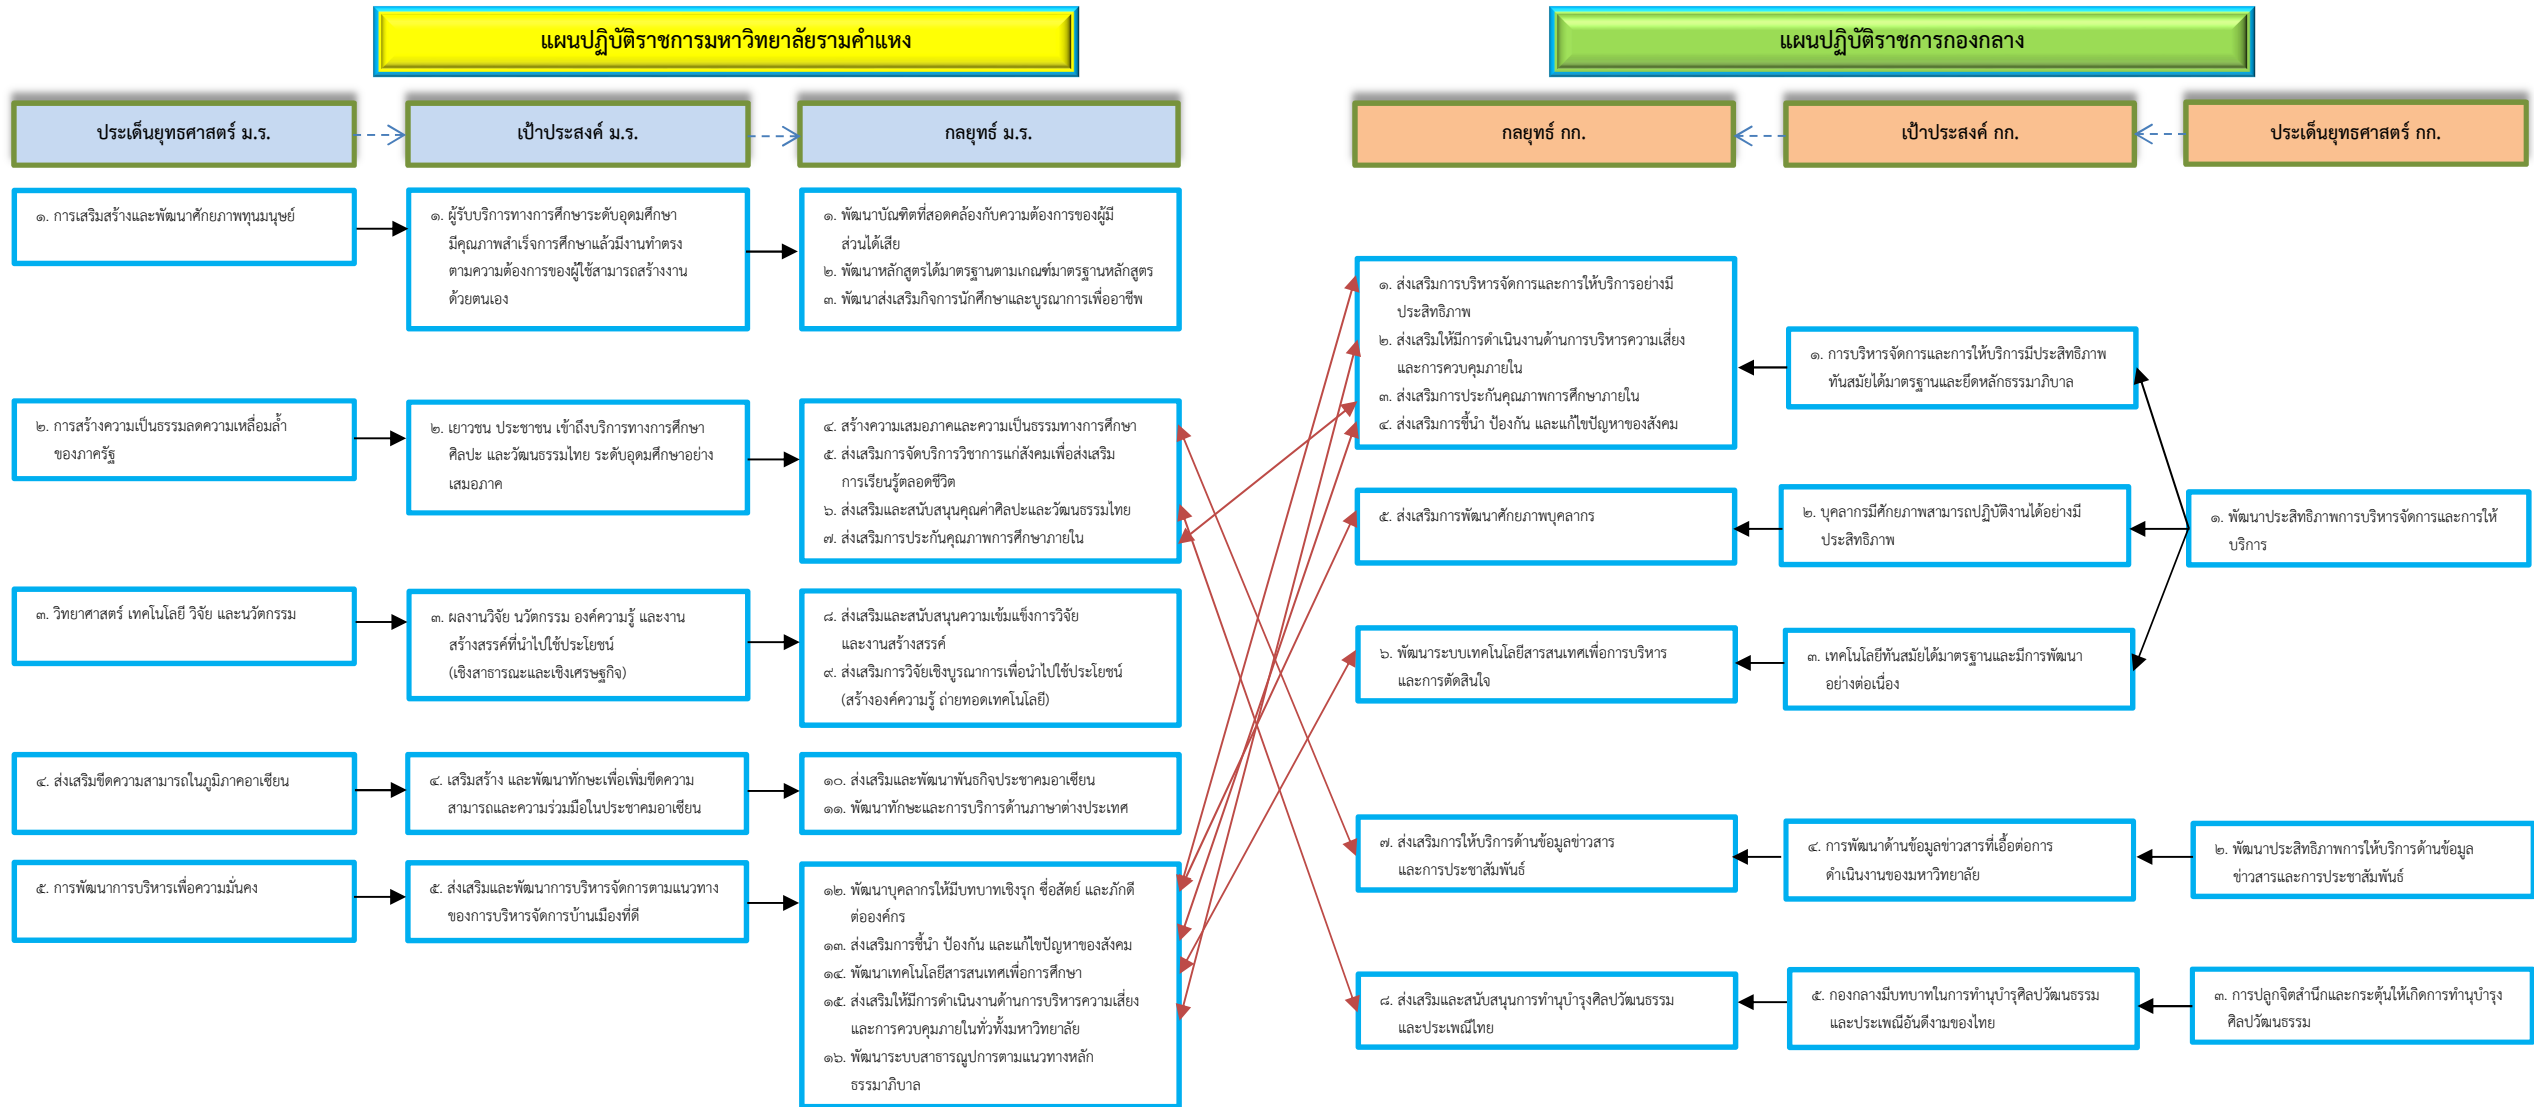 แผนปฏิบัติราชการมหาวิทยาลัยรามคำแหง
แผนปฏิบัติราชการกองกลาง
ประเด็นยุทธศาสตร์ ม.ร.
เป้าประสงค์ ม.ร.
กลยุทธ์ ม.ร.
กลยุทธ์ กก.
เป้าประสงค์ กก.
ประเด็นยุทธศาสตร์ กก.
๑. การเสริมสร้างและพัฒนาศักยภาพทุนมนุษย์
๑. ผู้รับบริการทางการศึกษาระดับอุดมศึกษา
มีคุณภาพสำเร็จการศึกษาแล้วมีงานทำตรง
ตามความต้องการของผู้ใช้สามารถสร้างงาน
ด้วยตนเอง
๑. พัฒนาบัณฑิตที่สอดคล้องกับความต้องการของผู้มี
ส่วนได้เสีย
๒. พัฒนาหลักสูตรได้มาตรฐานตามเกณฑ์มาตรฐานหลักสูตร
๓. พัฒนาส่งเสริมกิจการนักศึกษาและบูรณาการเพื่ออาชีพ
๒. การสร้างความเป็นธรรมลดความเหลื่อมล้ำ
ของภาครัฐ
๒. เยาวชน ประชาชน เข้าถึงบริการทางการศึกษา
ศิลปะ และวัฒนธรรมไทย ระดับอุดมศึกษาอย่าง
เสมอภาค
๔. สร้างความเสมอภาคและความเป็นธรรมทางการศึกษา
๕. ส่งเสริมการจัดบริการวิชาการแก่สังคมเพื่อส่งเสริม
การเรียนรู้ตลอดชีวิต
๖. ส่งเสริมและสนับสนุนคุณค่าศิลปะและวัฒนธรรมไทย
๗. ส่งเสริมการประกันคุณภาพการศึกษาภายใน
๓. วิทยาศาสตร์ เทคโนโลยี วิจัย และนวัตกรรม
๓. ผลงานวิจัย นวัตกรรม องค์ความรู้ และงาน
สร้างสรรค์ที่นำไปใช้ประโยชน์
(เชิงสาธารณะและเชิงเศรษฐกิจ)
๘. ส่งเสริมและสนับสนุนความเข้มแข็งการวิจัย
และงานสร้างสรรค์
๙. ส่งเสริมการวิจัยเชิงบูรณาการเพื่อนำไปใช้ประโยชน์
(สร้างองค์ความรู้ ถ่ายทอดเทคโนโลยี)
๔. ส่งเสริมขีดความสามารถในภูมิภาคอาเซียน
๔. เสริมสร้าง และพัฒนาทักษะเพื่อเพิ่มขีดความ
สามารถและความร่วมมือในประชาคมอาเซียน
๑๐. ส่งเสริมและพัฒนาพันธกิจประชาคมอาเซียน
๑๑. พัฒนาทักษะและการบริการด้านภาษาต่างประเทศ
๕. การพัฒนาการบริหารเพื่อความมั่นคง
๕. ส่งเสริมและพัฒนาการบริหารจัดการตามแนวทาง
ของการบริหารจัดการบ้านเมืองที่ดี
๑๒. พัฒนาบุคลากรให้มีบทบาทเชิงรุก ซื่อสัตย์ และภักดี
ต่อองค์กร
๑๓. ส่งเสริมการชี้นำ ป้องกัน และแก้ไขปัญหาของสังคม
๑๔. พัฒนาเทคโนโลยีสารสนเทศเพื่อการศึกษา
๑๕. ส่งเสริมให้มีการดำเนินงานด้านการบริหารความเสี่ยง
และการควบคุมภายในทั่วทั้งมหาวิทยาลัย
๑๖. พัฒนาระบบสาธารณูปการตามแนวทางหลัก
ธรรมาภิบาล
๑. ส่งเสริมการบริหารจัดการและการให้บริการอย่างมี
ประสิทธิภาพ
๒. ส่งเสริมให้มีการดำเนินงานด้านการบริหารความเสี่ยง
และการควบคุมภายใน
๓. ส่งเสริมการประกันคุณภาพการศึกษาภายใน
๔. ส่งเสริมการชี้นำ ป้องกัน และแก้ไขปัญหาของสังคม
๑. การบริหารจัดการและการให้บริการมีประสิทธิภาพ
ทันสมัยได้มาตรฐานและยึดหลักธรรมาภิบาล
๕. ส่งเสริมการพัฒนาศักยภาพบุคลากร
๒. บุคลากรมีศักยภาพสามารถปฏิบัติงานได้อย่างมี
ประสิทธิภาพ
๑. พัฒนาประสิทธิภาพการบริหารจัดการและการให้
บริการ
๖. พัฒนาระบบเทคโนโลยีสารสนเทศเพื่อการบริหาร
และการตัดสินใจ
๓. เทคโนโลยีทันสมัยได้มาตรฐานและมีการพัฒนา
อย่างต่อเนื่อง
๗. ส่งเสริมการให้บริการด้านข้อมูลข่าวสาร
และการประชาสัมพันธ์
๔. การพัฒนาด้านข้อมูลข่าวสารที่เอื้อต่อการ
ดำเนินงานของมหาวิทยาลัย
๒. พัฒนาประสิทธิภาพการให้บริการด้านข้อมูล
ข่าวสารและการประชาสัมพันธ์
๘. ส่งเสริมและสนับสนุนการทำนุบำรุงศิลปวัฒนธรรม
และประเพณีไทย
๕. กองกลางมีบทบาทในการทำนุบำรุศิลปวัฒนธรรม
และประเพณีอันดีงามของไทย
๓. การปลูกจิตสำนึกและกระตุ้นให้เกิดการทำนุบำรุง
ศิลปวัฒนธรรม